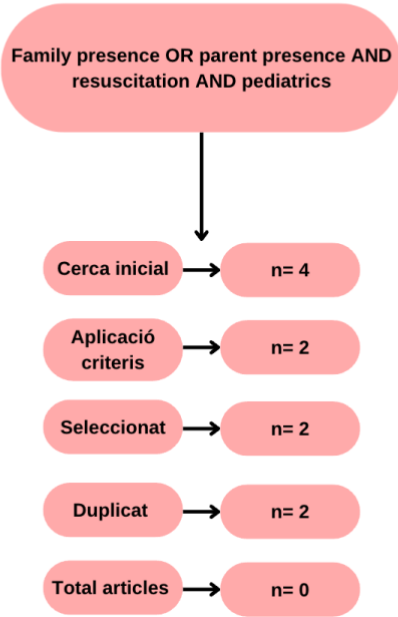 Family presence OR parent presence AND
resuscitation AND pediatrics
Cerca inicial
n= 4
Aplicació
criteris
n= 2
Seleccionat
n= 2
Duplicat
n= 2
Total articles
n= 0